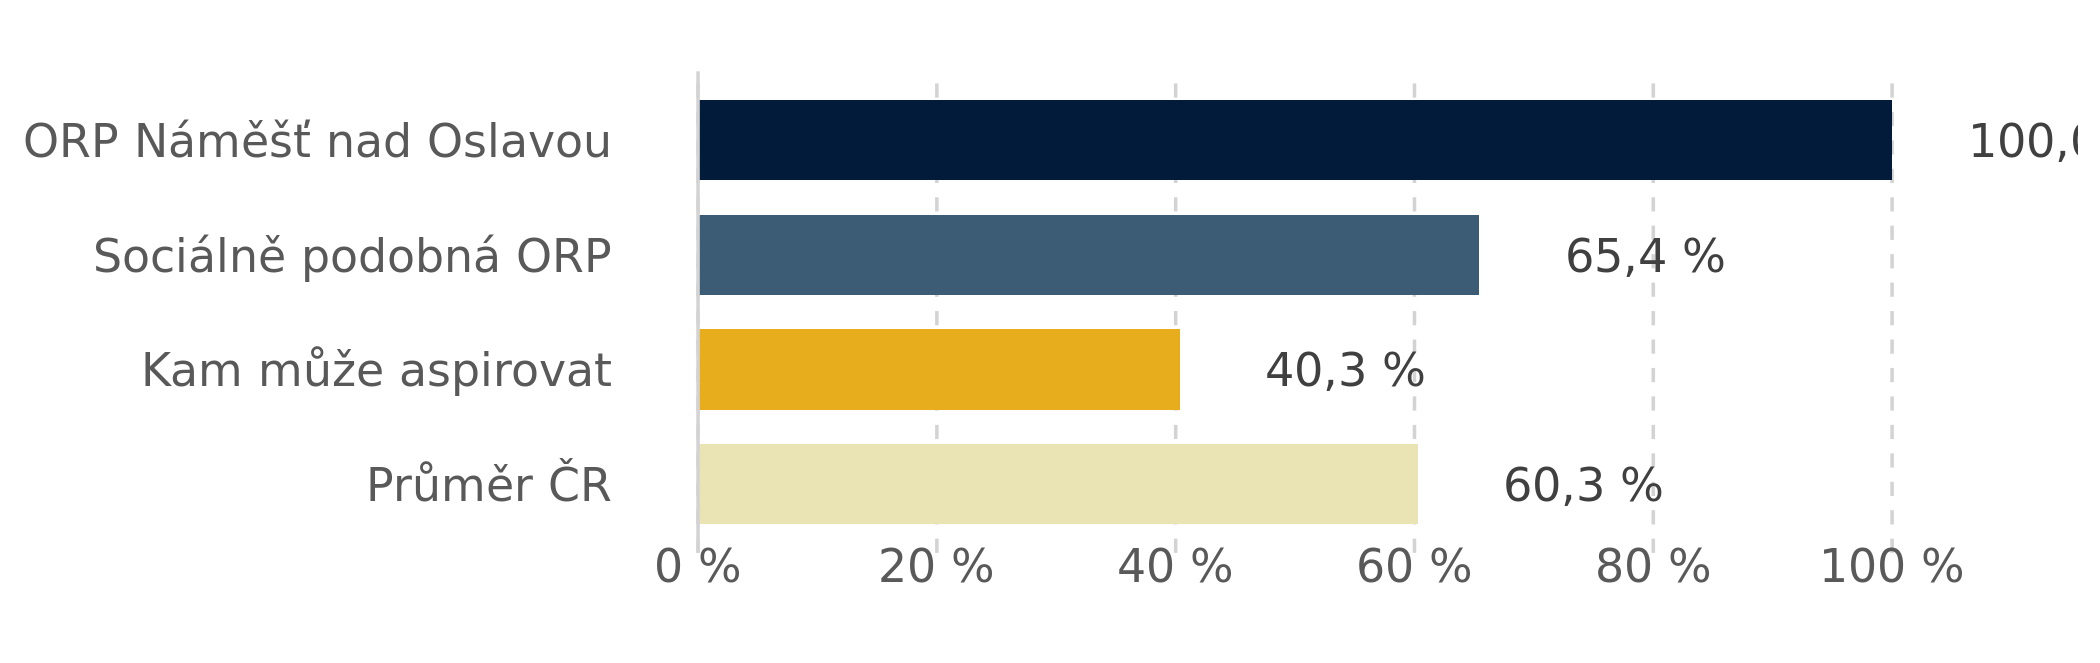 ORP Náměšť nad Oslavou
100,0
Sociálně podobná ORP
65,4 %
Kam může aspirovat
40,3 %
Průměr ČR
60,3 %
0 %
20 %
40 %
60 %
80 %
100 %